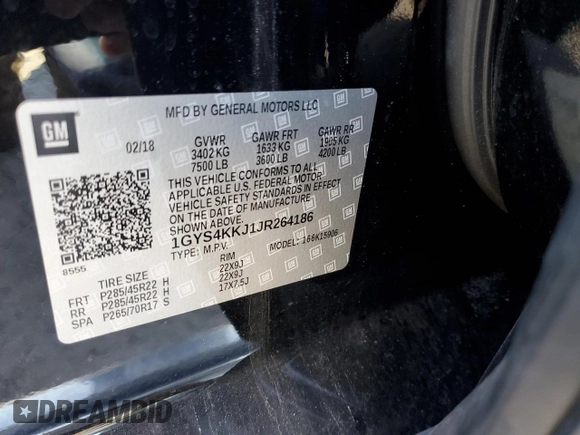 MFD BY GENERAL MOTORS LLC
GM
02/18 GVWR GAWR FRT GAWR RR
3402 KG 1633 KG 1905 KG
7500 LB 3600 LB 4200 LB
THIS VEHICLE CONFORMS TO ALL
APPLICABLE U.S. FEDERAL MOTOR
VEHICLE SAFETY STANDARDS IN EFFECT
ON THE DATE OF MANUFACTURE
SHOWN ABOVE.
1GYS4KKJ1JR264186
TYPE: M.P.V. MODEL: 166K15906
8555
TIRE SIZE RIM
FRT P285/45R22 H 22X9J
RR P285/45R22 H 22X9J
SPA P265/70R17 S 17X7.5J
DREAMBID